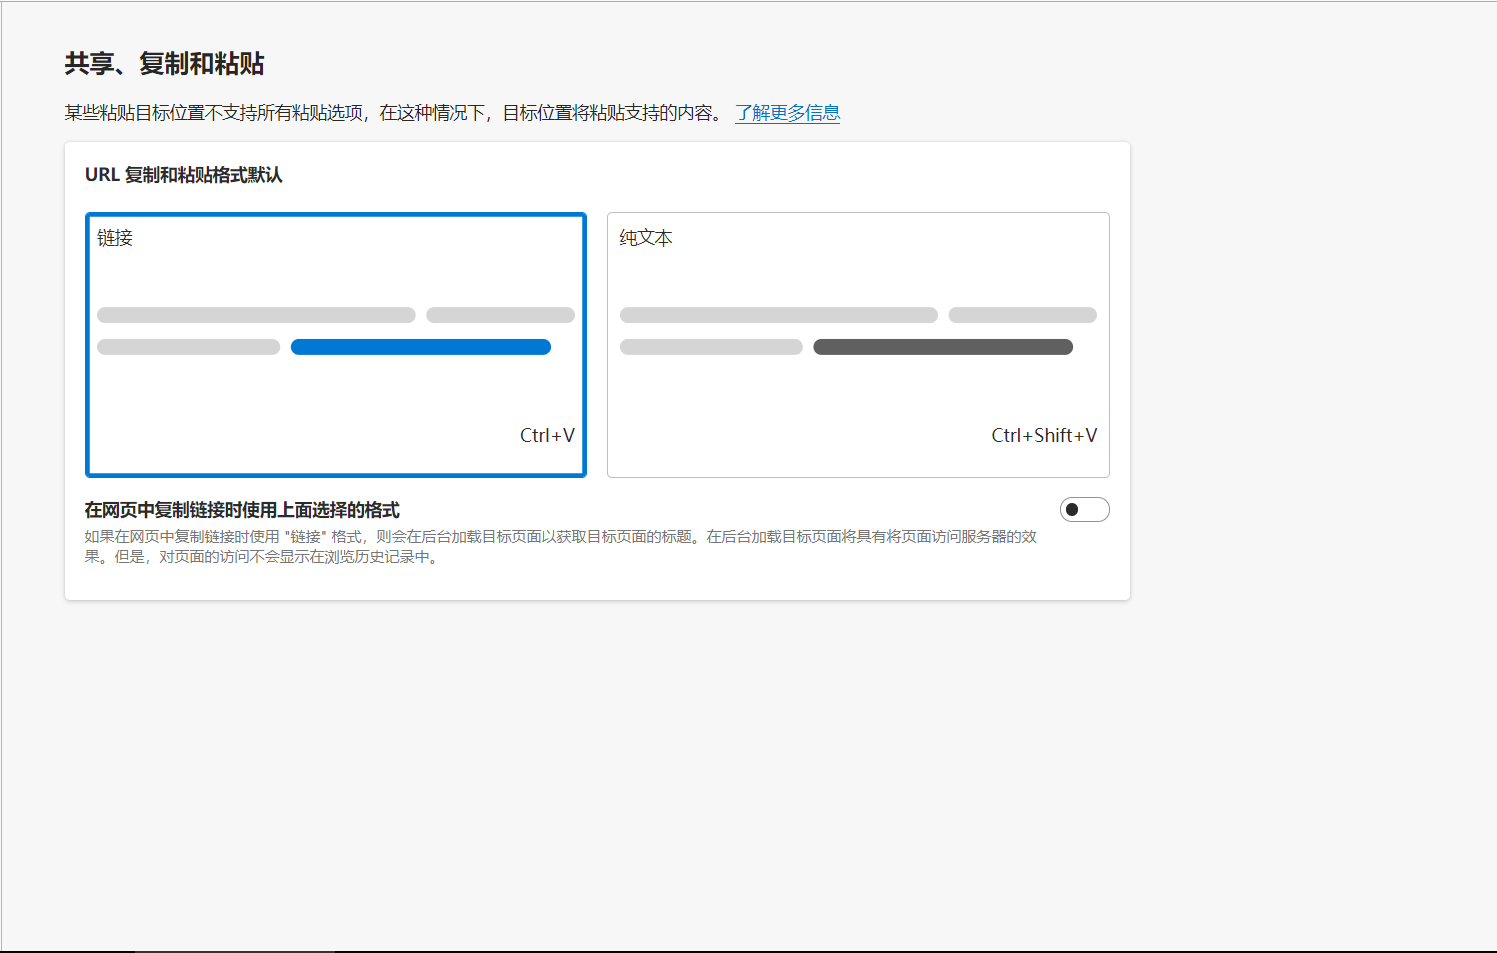 共享、复制和粘贴
某些粘贴目标位置不支持所有粘贴选项，在这种情况下，目标位置将粘贴支持的内容。 了解更多信息
URL 复制和粘贴格式默认
链接
纯文本
Ctrl+V
Ctrl+Shift+V
在网页中复制链接时使用上面选择的格式
如果在网页中复制链接时使用 "链接" 格式，则会在后台加载目标页面以获取目标页面的标题。在后台加载目标页面将具有将页面访问服务器的效
果。但是，对页面的访问不会显示在浏览历史记录中。